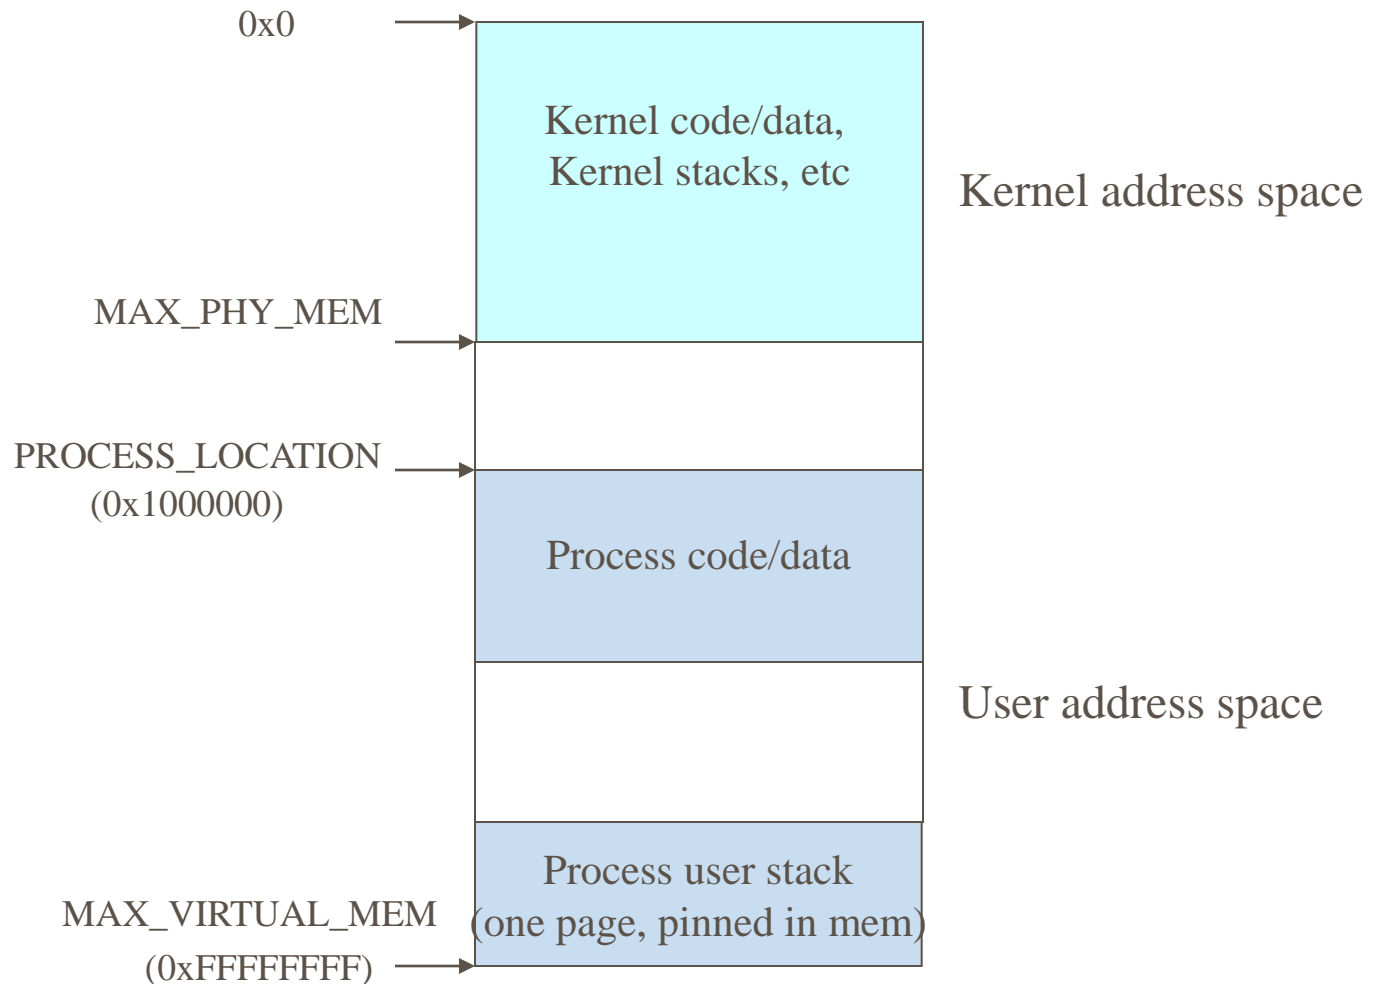 0x0
Kernel code/data,
Kernel stacks, etc
Kernel address space
MAX_PHY_MEM
PROCESS_LOCATION
(0x1000000)
Process code/data
User address space
Process user stack
(one page, pinned in mem)
MAX_VIRTUAL_MEM
(0xFFFFFFFF)